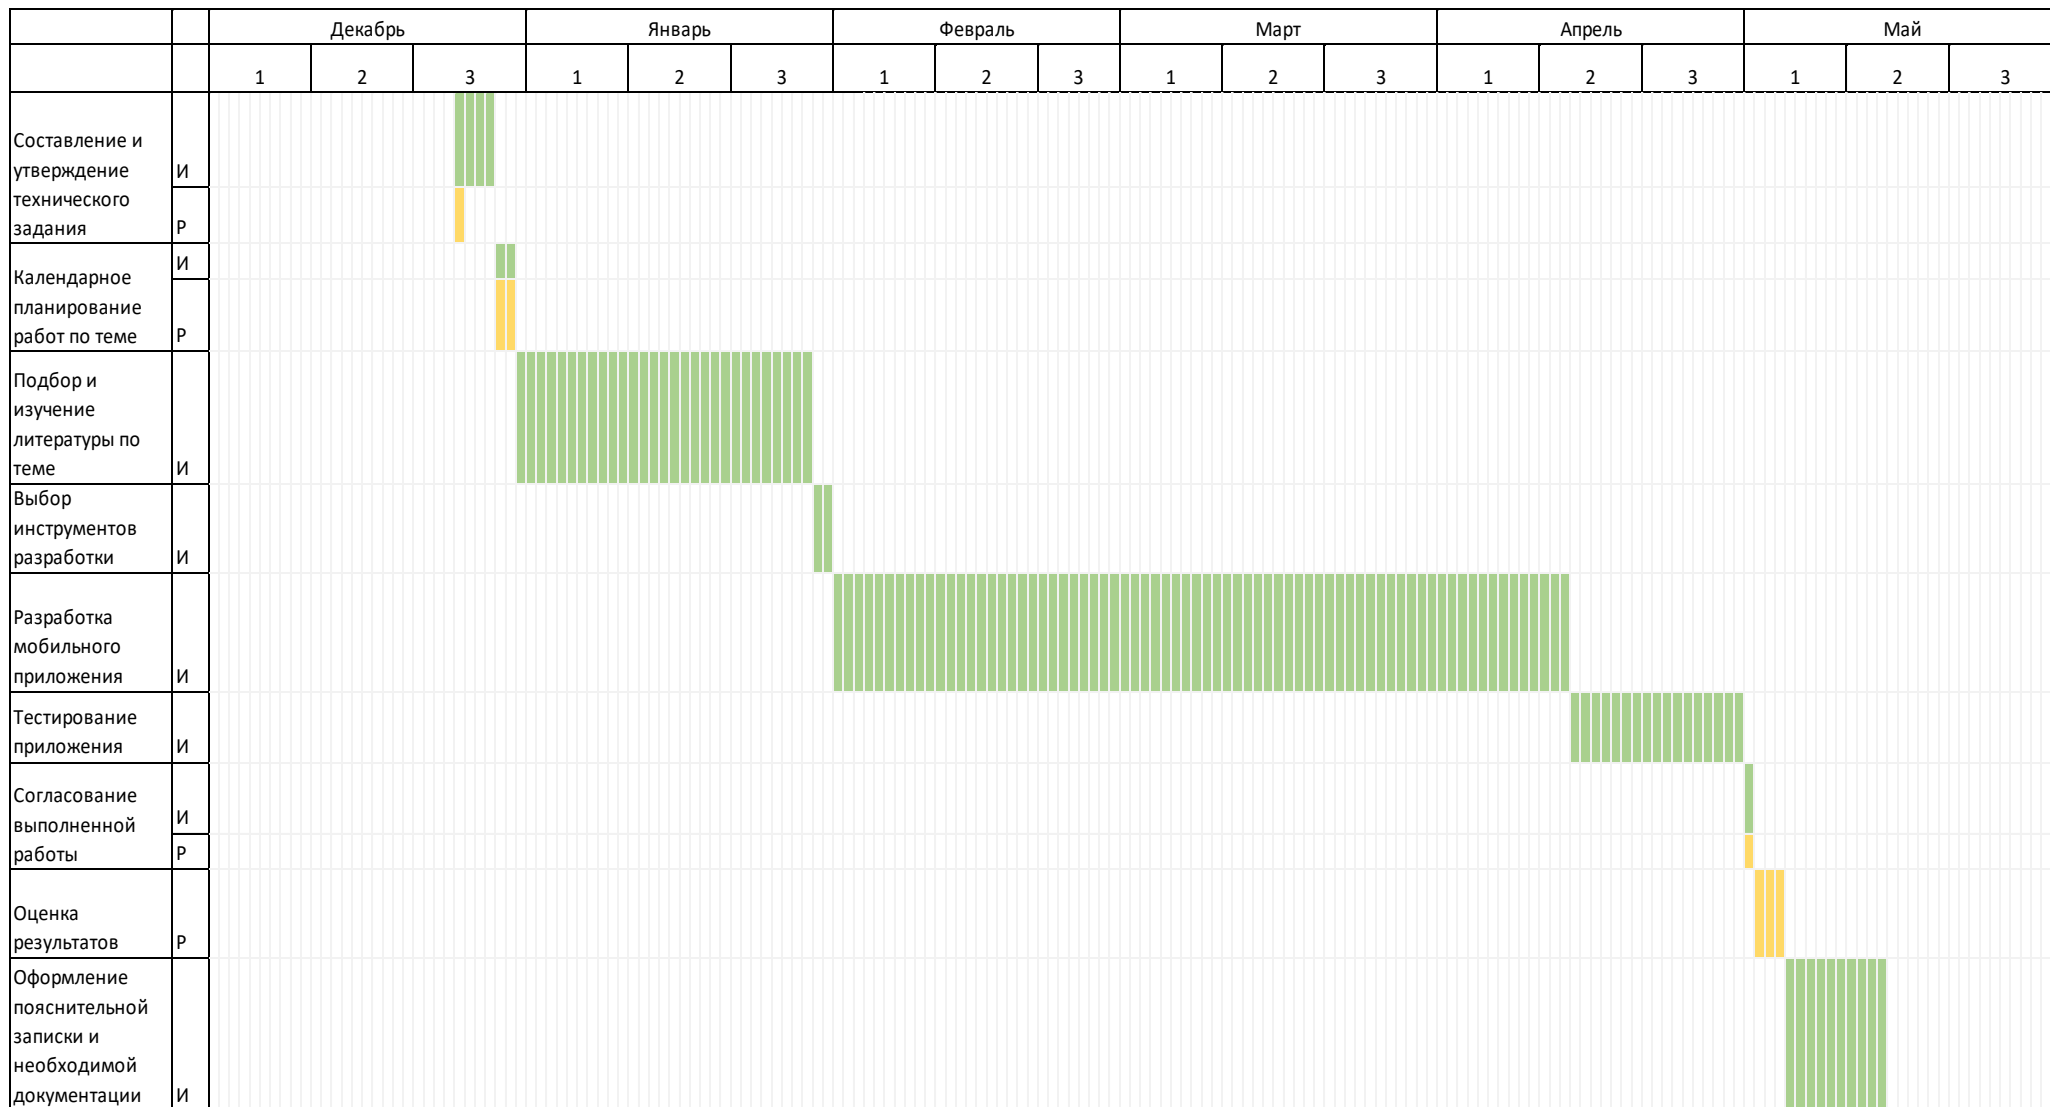 Декабрь Январь Февраль Март Апрель Май
1 2 3 1 2 3 1 2 3 1 2 3 1 2 3 1 2 3
Составление и
утверждение И
технического
задания Р
И
Календарное
планирование
работ по теме Р
Подбор и
изучение
литературы по
теме И
Выбор
инструментов
разработки И
Разработка
мобильного
приложения И
Тестирование
приложения И
Согласование
выполненной И
работы Р
Оценка
результатов Р
Оформление
пояснительной
записки и
необходимой
документации И